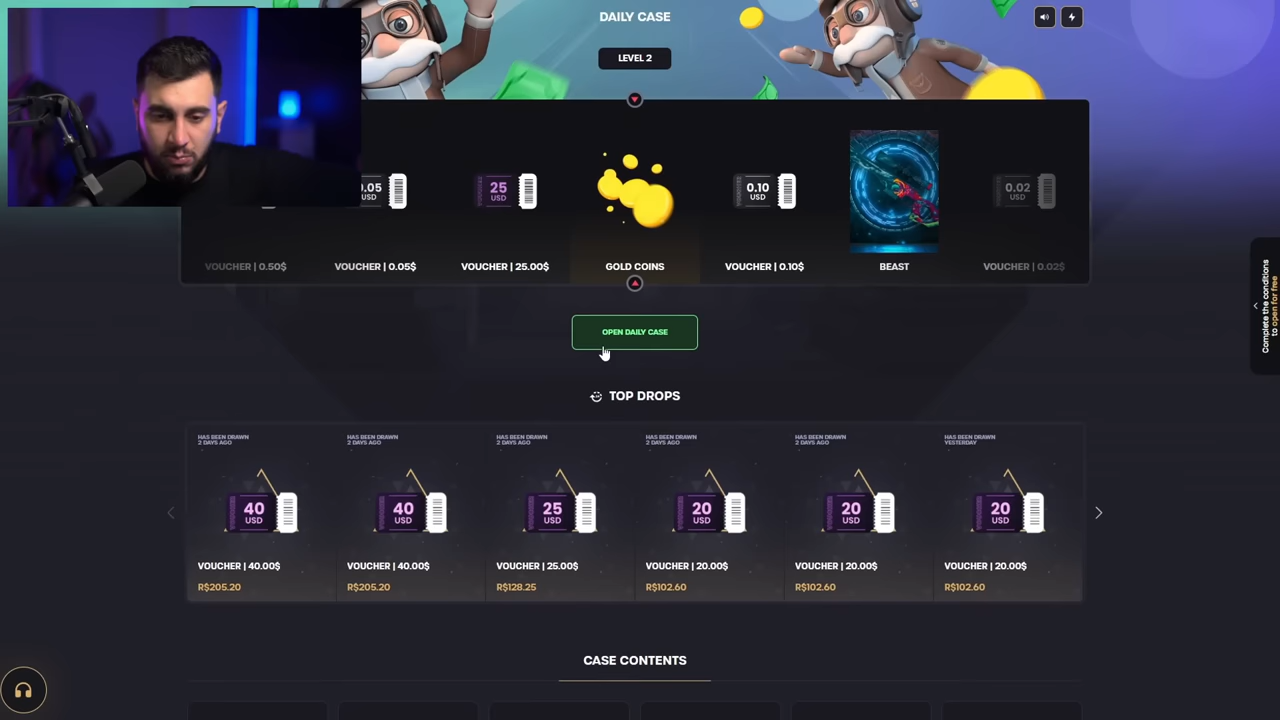 DAILY CASE
LEVEL 2
.05
USD
25
USD
0.10
USD
0.02
USD
VOUCHER | 0.50$
VOUCHER | 0.05$
VOUCHER | 25.00$
GOLD COINS
VOUCHER | 0.10$
BEAST
VOUCHER | 0.02$
Complete the conditions
to open for free
OPEN DAILY CASE
TOP DROPS
HAS BEEN DRAWN
2 DAYS AGO
HAS BEEN DRAWN
2 DAYS AGO
HAS BEEN DRAWN
2 DAYS AGO
HAS BEEN DRAWN
2 DAYS AGO
HAS BEEN DRAWN
2 DAYS AGO
HAS BEEN DRAWN
YESTERDAY
40
USD
40
USD
25
USD
20
USD
20
USD
20
USD
VOUCHER | 40.00$
VOUCHER | 40.00$
VOUCHER | 25.00$
VOUCHER | 20.00$
VOUCHER | 20.00$
VOUCHER | 20.00$
R$205.20
R$205.20
R$128.25
R$102.60
R$102.60
R$102.60
CASE CONTENTS